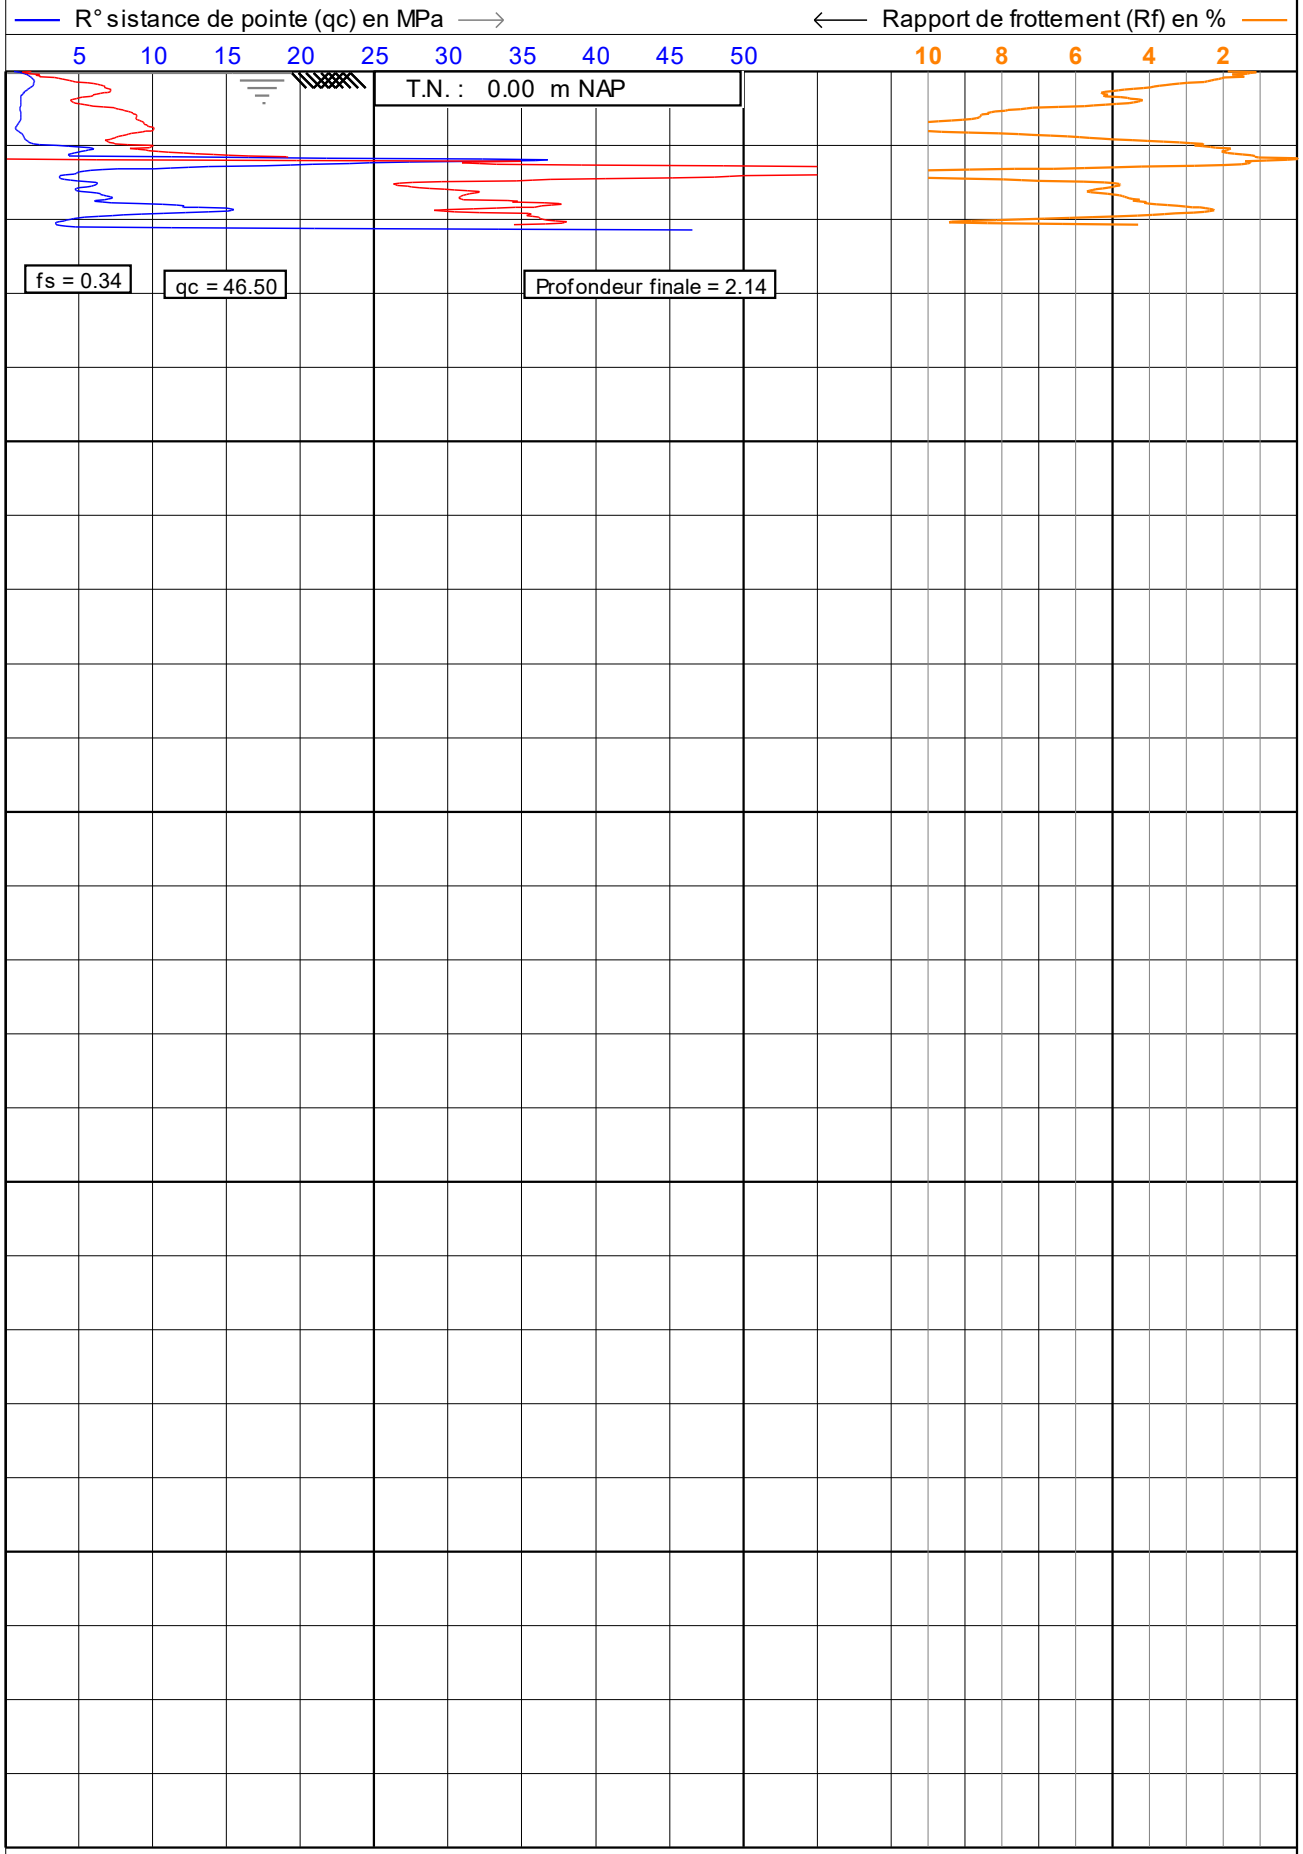 R° sistance de pointe (qc) en MPa
Rapport de frottement (Rf) en %
5 10 15 20 25 30 35 40 45 50 10 8 6 4 2
T.N. : 0.00 m NAP
fs = 0.34
qc = 46.50
Profondeur finale = 2.14